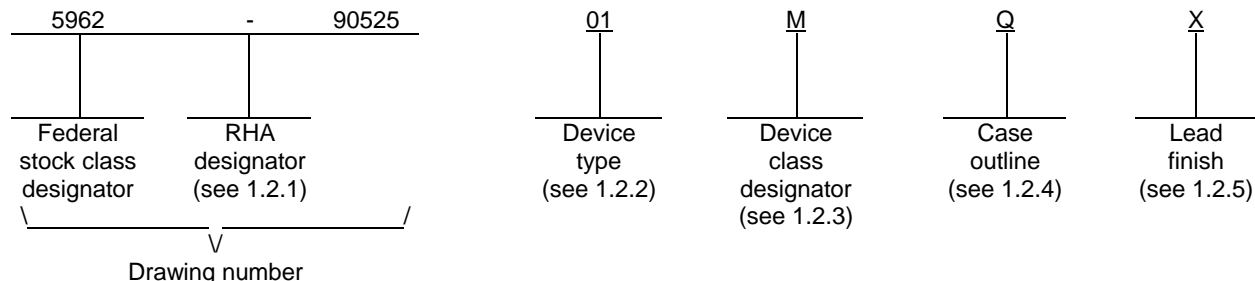 5962 - 90525 01 M Q X
Federal stock class designator
RHA designator (see 1.2.1)
Device type (see 1.2.2)
Device class designator (see 1.2.3)
Case outline (see 1.2.4)
Lead finish (see 1.2.5)
\ /
\/
Drawing number